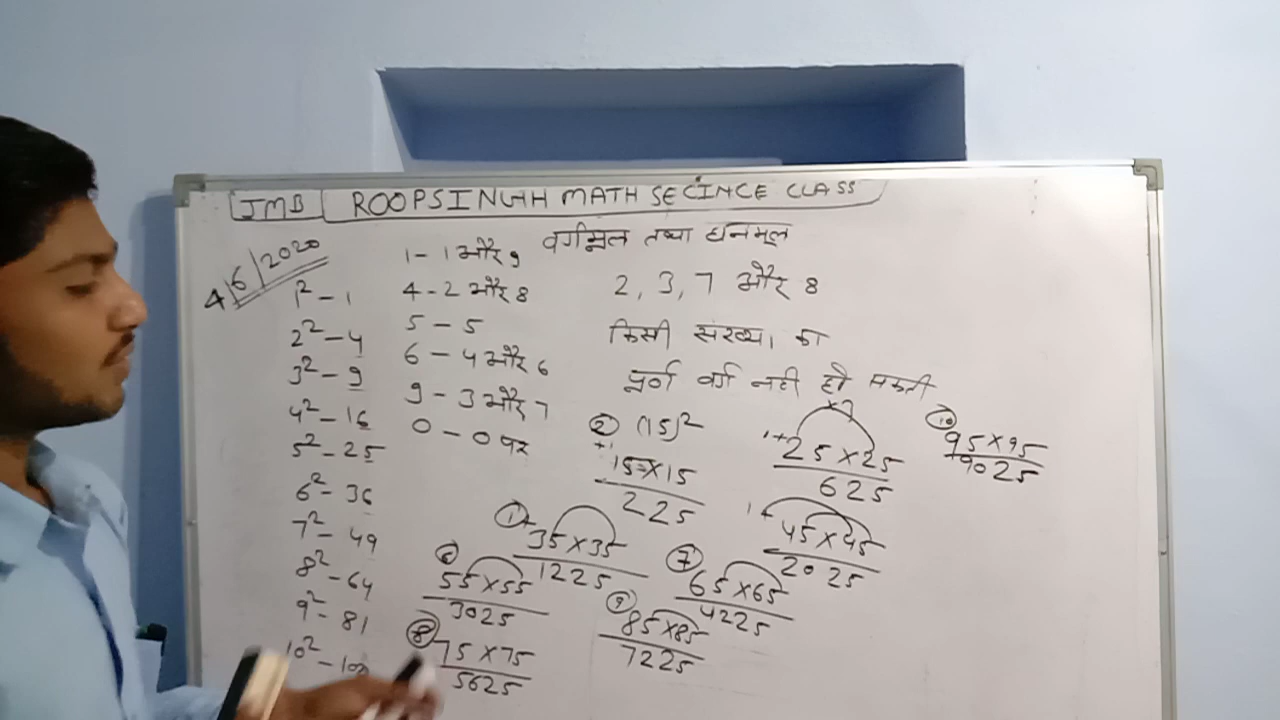 JMB ROOPSINGH MATH SECINCE CLASS
4/6/2020
वर्गमूल तथा घनमूल
1² - 1
2² - 4
3² - 9
4² - 16
5² - 25
6² - 36
7² - 49
8² - 64
9² - 81
10² - 100
1 - 1 और 9
4 - 2 और 8
5 - 5
6 - 4 और 6
9 - 3 और 7
0 - 0 पर
2, 3, 7 और 8
किसी संख्या का
पूर्ण वर्ग नही हो सकती
② (15)²
+1
15 = × 15
225
×2
1+
25 × 25
625
⑩
95 × 95
9025
1+
35 × 35
1225
1+
45 × 45
2025
⑥
55 × 55
3025
⑦
65 × 65
4225
⑧
75 × 75
5625
⑨
85 × 85
7225